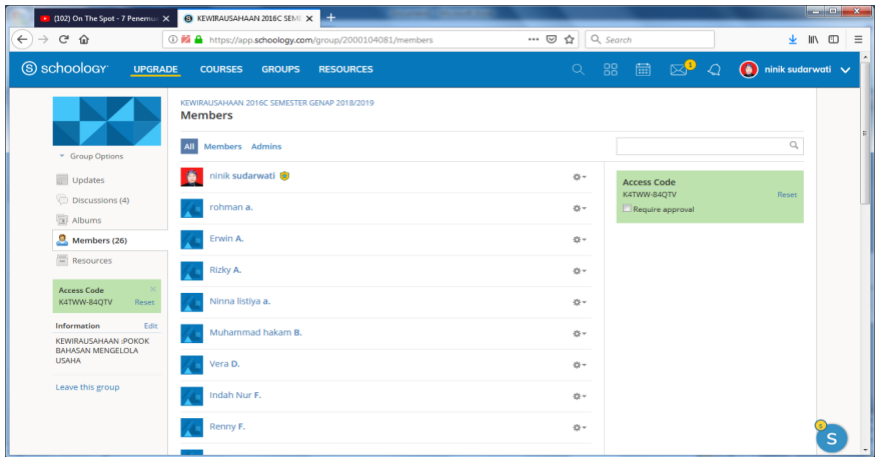 (102) On The Spot - 7 Penemu
KEWIRAUSAHAAN 2016C SEM
https://app.schoology.com/group/2000104081/members
Search
schoology
UPGRADE
COURSES
GROUPS
RESOURCES
1
ninik sudarwati
Group Options
Updates
Discussions (4)
Albums
Members (26)
Resources
Access Code
K4TWW-84QTV Reset
Information Edit
KEWIRAUSAHAAN :POKOK
BAHASAN MENGELOLA
USAHA
Leave this group
KEWIRAUSAHAAN 2016C SEMESTER GENAP 2018/2019
Members
All Members Admins
ninik sudarwati
rohman a.
Erwin A.
Rizky A.
Ninna listiya a.
Muhammad hakam B.
Vera D.
Indah Nur F.
Renny F.
Access Code
K4TWW-84QTV Reset
Require approval
S